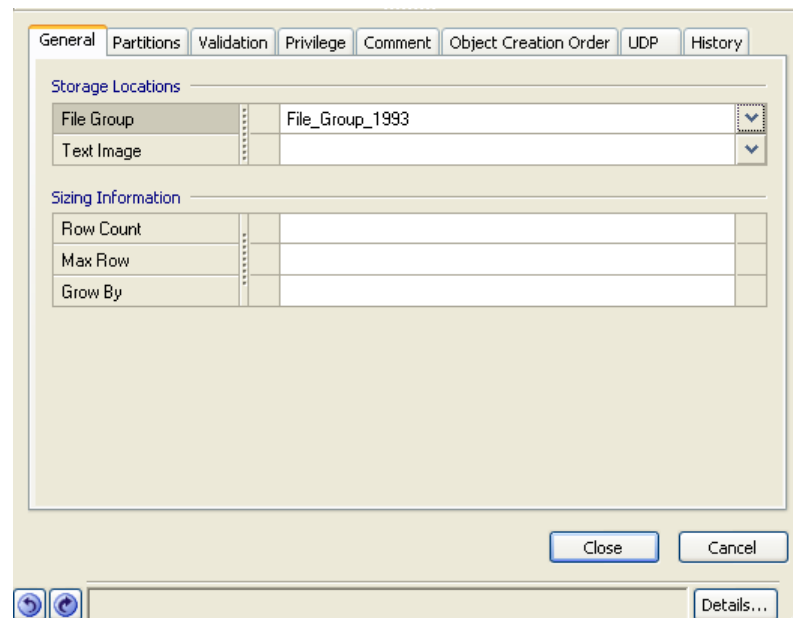 General Partitions Validation Privilege Comment Object Creation Order UDP History
Storage Locations
File Group File_Group_1993
Text Image
Sizing Information
Row Count
Max Row
Grow By
Close Cancel
Details...